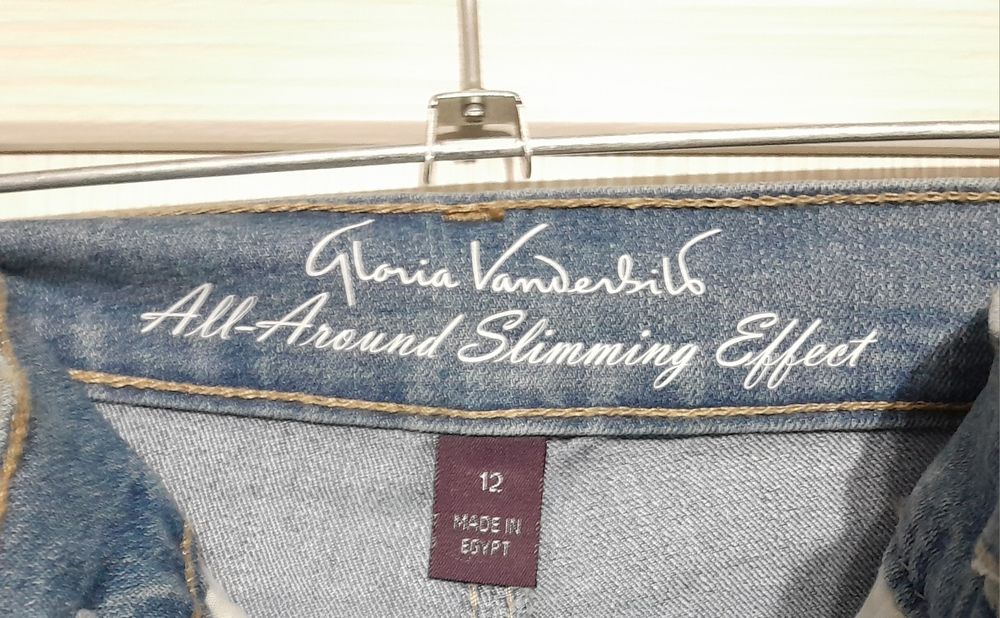 Gloria Vanderbilt
All-Around Slimming Effect
12
MADE IN
EGYPT